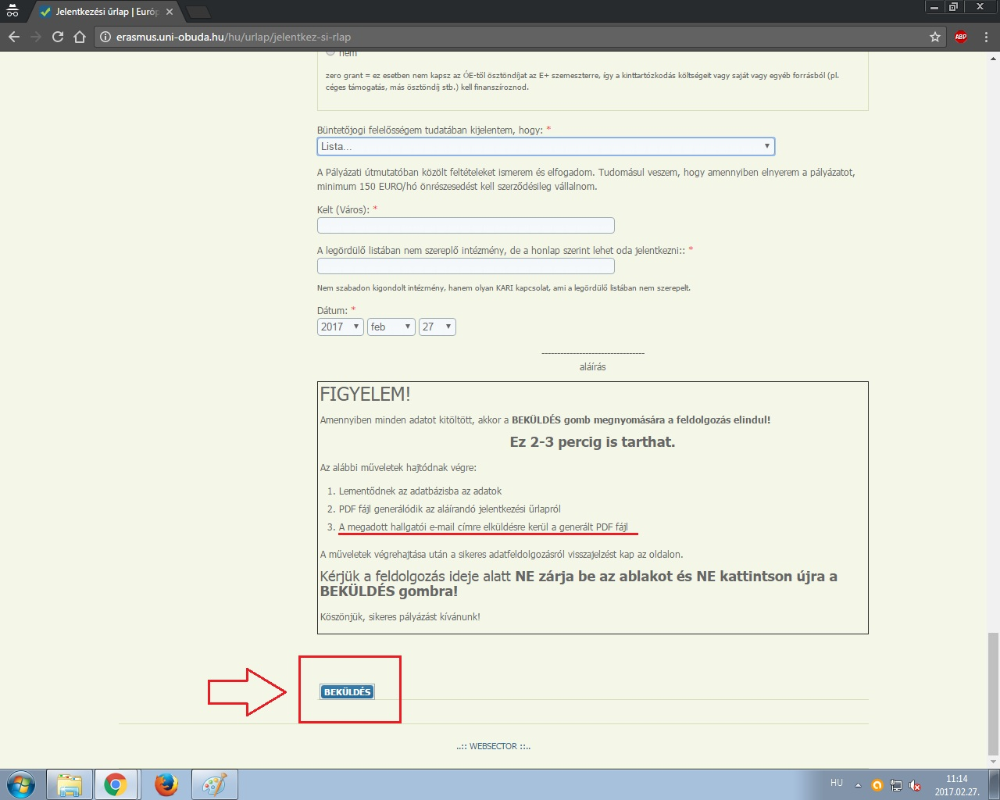 Jelentkezési űrlap | Európ
erasmus.uni-obuda.hu/hu/urlap/jelentkez-si-rlap
ABP
nem
zero grant = ez esetben nem kapsz az ÓE-től ösztöndíjat az E+ szemeszterre, így a kinttartózkodás költségeit vagy saját vagy egyéb forrásból (pl.
céges támogatás, más ösztöndíj stb.) kell finanszíroznod.
Büntetőjogi felelősségem tudatában kijelentem, hogy: *
Lista...
A Pályázati útmutatóban közölt feltételeket ismerem és elfogadom. Tudomásul veszem, hogy amennyiben elnyerem a pályázatot,
minimum 150 EURO/hó önrészesedést kell szerződésileg vállalnom.
Kelt (Város): *
A legördülő listában nem szereplő intézmény, de a honlap szerint lehet oda jelentkezni:: *
Nem szabadon kigondolt intézmény, hanem olyan KARI kapcsolat, ami a legördülő listában nem szerepelt.
Dátum: *
2017 feb 27
---------------------------------
aláírás
FIGYELEM!
Amennyiben minden adatot kitöltött, akkor a BEKÜLDÉS gomb megnyomására a feldolgozás elindul!
Ez 2-3 percig is tarthat.
Az alábbi műveletek hajtódnak végre:
1. Lementődnek az adatbázisba az adatok
2. PDF fájl generálódik az aláírandó jelentkezési űrlapról
3. A megadott hallgatói e-mail címre elküldésre kerül a generált PDF fájl
A műveletek végrehajtása után a sikeres adatfeldolgozásról visszajelzést kap az oldalon.
Kérjük a feldolgozás ideje alatt NE zárja be az ablakot és NE kattintson újra a
BEKÜLDÉS gombra!
Köszönjük, sikeres pályázást kívánunk!
BEKÜLDÉS
..:: WEBSECTOR ::..
HU
11:14
2017.02.27.